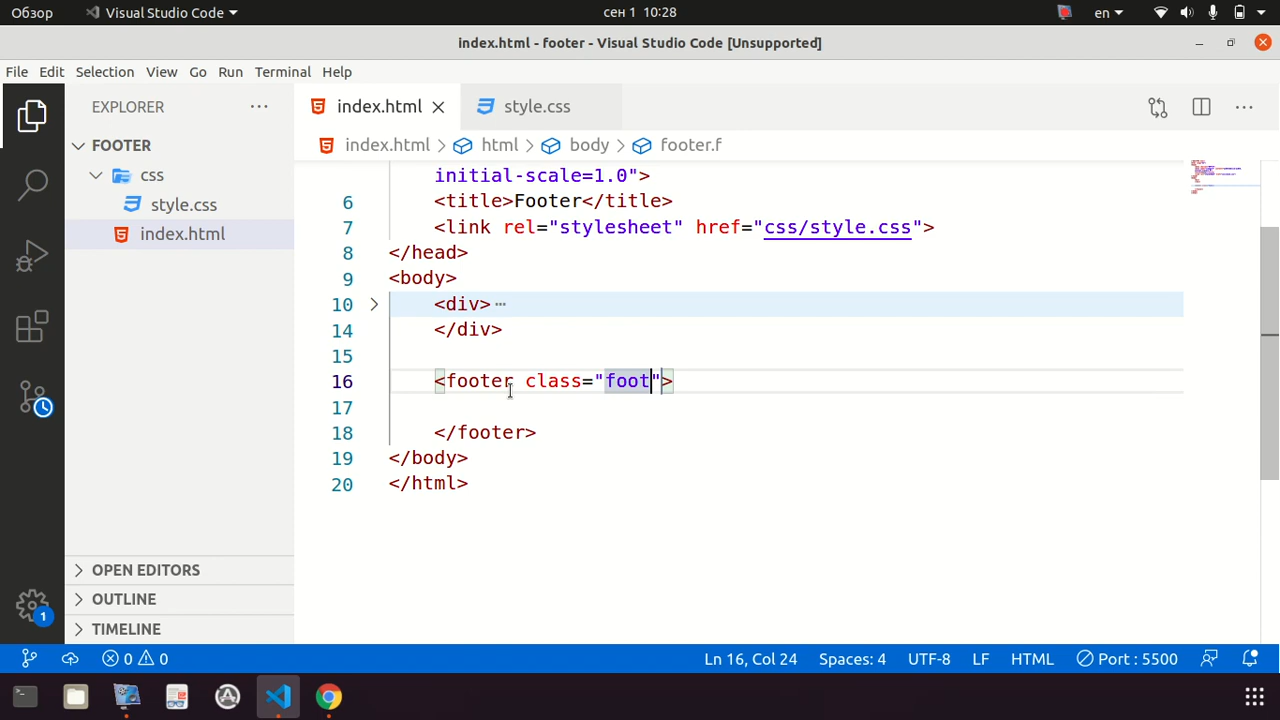 Обзор
Visual Studio Code
сен 1 10:28
en
index.html - footer - Visual Studio Code [Unsupported]
File Edit Selection View Go Run Terminal Help
EXPLORER
index.html
style.css
FOOTER
css
style.css
index.html
OPEN EDITORS
OUTLINE
TIMELINE
index.html > html > body > footer.f
initial-scale=1.0">
6 <title>Footer</title>
7 <link rel="stylesheet" href="css/style.css">
8 </head>
9 <body>
10 <div>
14 </div>
15
16 <footer class="foot">
17
18 </footer>
19 </body>
20 </html>
1
0 0
Ln 16, Col 24
Spaces: 4
UTF-8
LF
HTML
Port : 5500